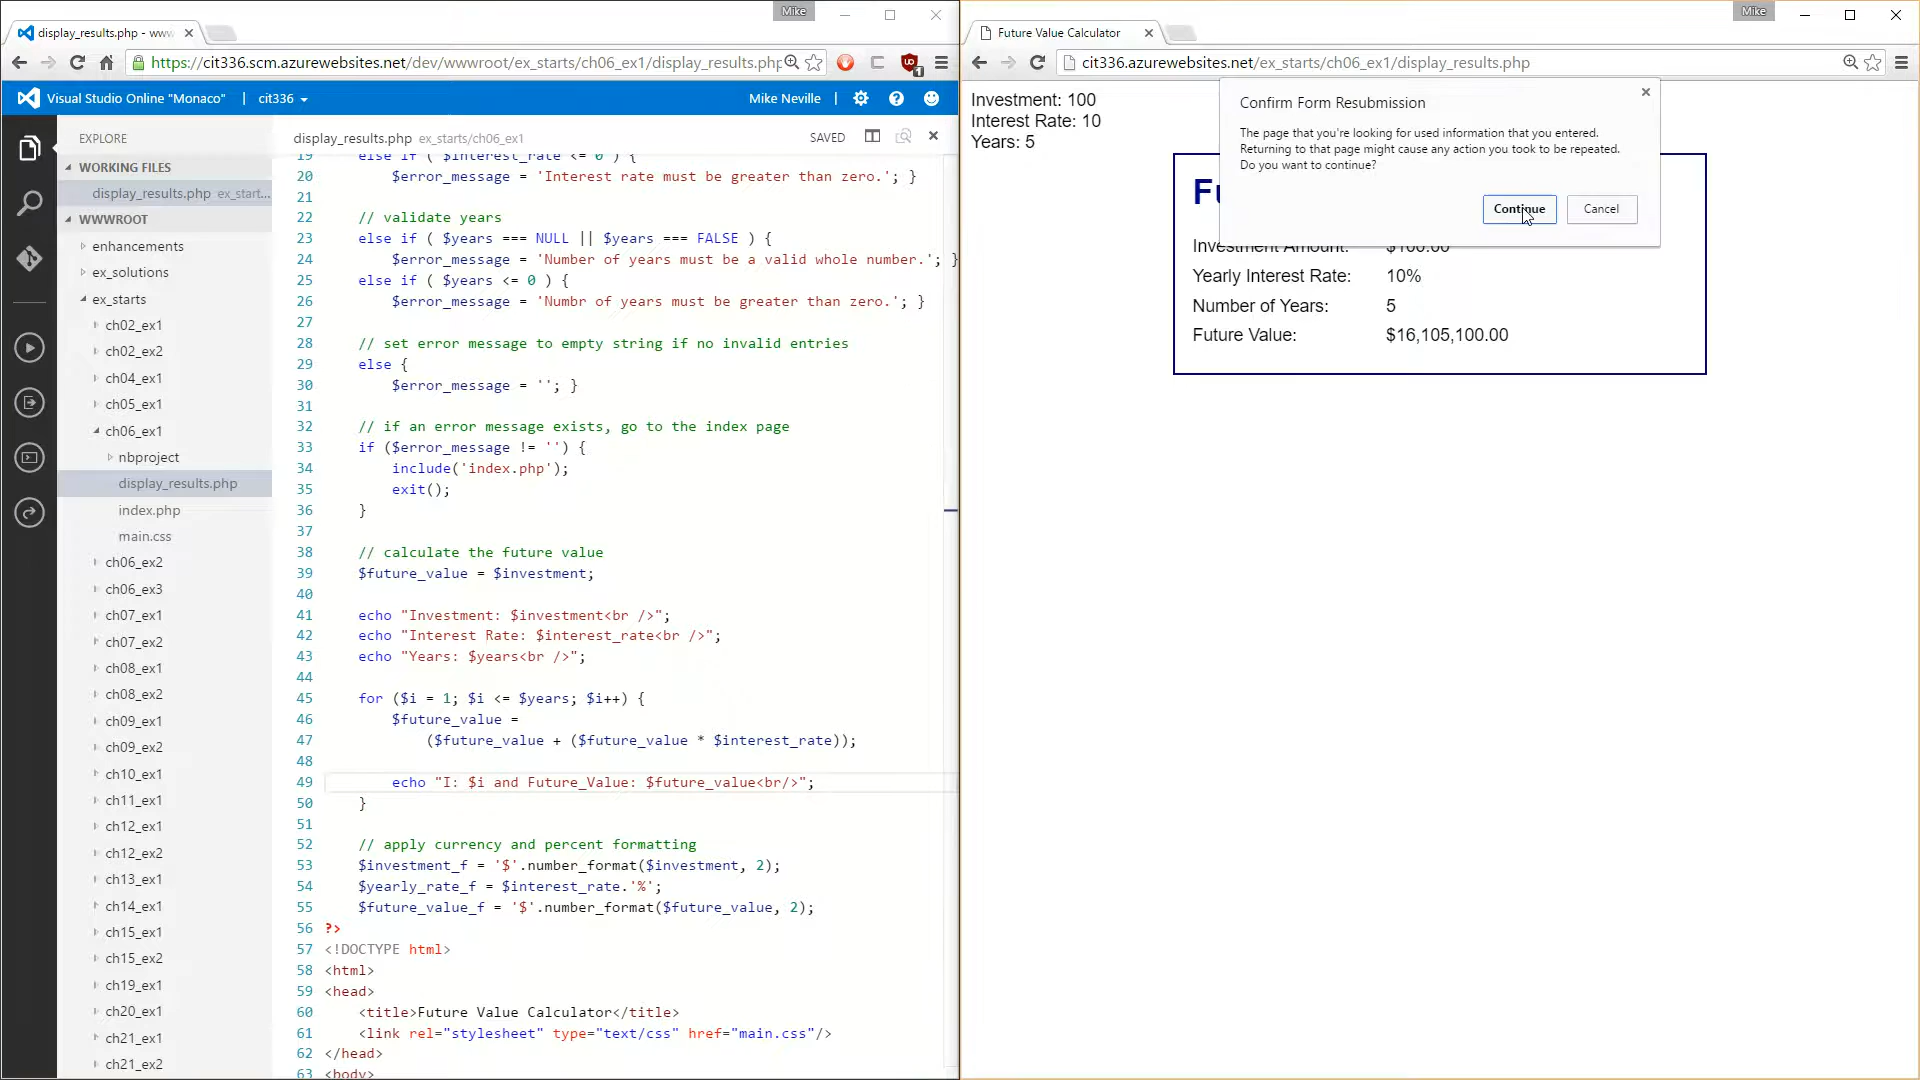 Mike
display_results.php - www
https://cit336.scm.azurewebsites.net/dev/wwwroot/ex_starts/ch06_ex1/display_results.php
Visual Studio Online "Monaco"
cit336
Mike Neville
EXPLORE
WORKING FILES
display_results.php ex_start...
WWWROOT
enhancements
ex_solutions
ex_starts
ch02_ex1
ch02_ex2
ch04_ex1
ch05_ex1
ch06_ex1
nbproject
display_results.php
index.php
main.css
ch06_ex2
ch06_ex3
ch07_ex1
ch07_ex2
ch08_ex1
ch08_ex2
ch09_ex1
ch09_ex2
ch10_ex1
ch11_ex1
ch12_ex1
ch12_ex2
ch13_ex1
ch14_ex1
ch15_ex1
ch15_ex2
ch19_ex1
ch20_ex1
ch21_ex1
ch21_ex2
display_results.php ex_starts/ch06_ex1
SAVED
19 else if ( $interest_rate <= 0 ) {
20 $error_message = 'Interest rate must be greater than zero.'; }
21
22 // validate years
23 else if ( $years === NULL || $years === FALSE ) {
24 $error_message = 'Number of years must be a valid whole number.'; }
25 else if ( $years <= 0 ) {
26 $error_message = 'Numbr of years must be greater than zero.'; }
27
28 // set error message to empty string if no invalid entries
29 else {
30 $error_message = ''; }
31
32 // if an error message exists, go to the index page
33 if ($error_message != '') {
34 include('index.php');
35 exit();
36 }
37
38 // calculate the future value
39 $future_value = $investment;
40
41 echo "Investment: $investment<br />";
42 echo "Interest Rate: $interest_rate<br />";
43 echo "Years: $years<br />";
44
45 for ($i = 1; $i <= $years; $i++) {
46 $future_value =
47 ($future_value + ($future_value * $interest_rate));
48
49 echo "I: $i and Future_Value: $future_value<br/>";
50 }
51
52 // apply currency and percent formatting
53 $investment_f = '$'.number_format($investment, 2);
54 $yearly_rate_f = $interest_rate.'%';
55 $future_value_f = '$'.number_format($future_value, 2);
56 ?>
57 <!DOCTYPE html>
58 <html>
59 <head>
60 <title>Future Value Calculator</title>
61 <link rel="stylesheet" type="text/css" href="main.css"/>
62 </head>
63 <body>
Mike
Future Value Calculator
cit336.azurewebsites.net/ex_starts/ch06_ex1/display_results.php
Investment: 100
Interest Rate: 10
Years: 5
Confirm Form Resubmission
The page that you're looking for used information that you entered.
Returning to that page might cause any action you took to be repeated.
Do you want to continue?
Continue
Cancel
Investment Amount: $100.00
Yearly Interest Rate: 10%
Number of Years: 5
Future Value: $16,105,100.00